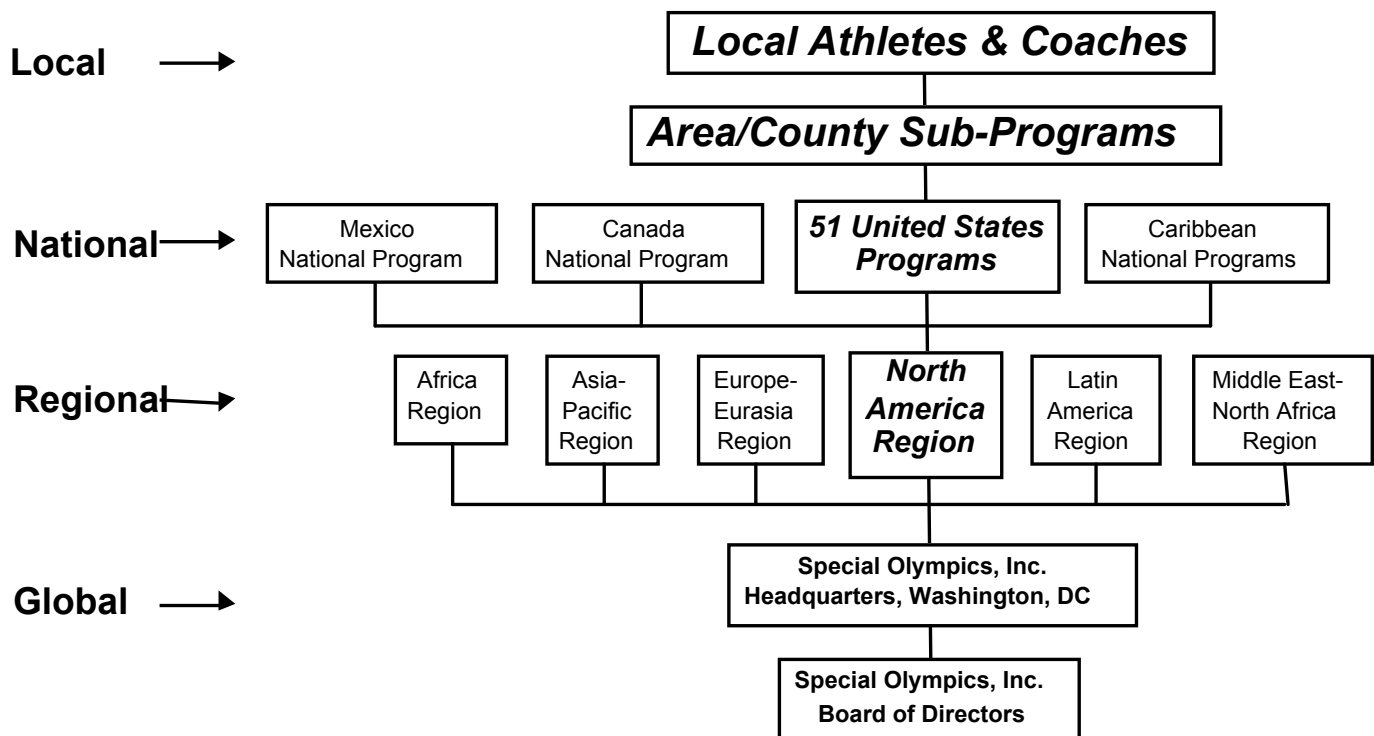 Local
Local Athletes & Coaches
Area/County Sub-Programs
National
Mexico
National Program
Canada
National Program
51 United States
Programs
Caribbean
National Programs
Regional
Africa
Region
Asia-
Pacific
Region
Europe-
Eurasia
Region
North
America
Region
Latin
America
Region
Middle East-
North Africa
Region
Global
Special Olympics, Inc.
Headquarters, Washington, DC
Special Olympics, Inc.
Board of Directors